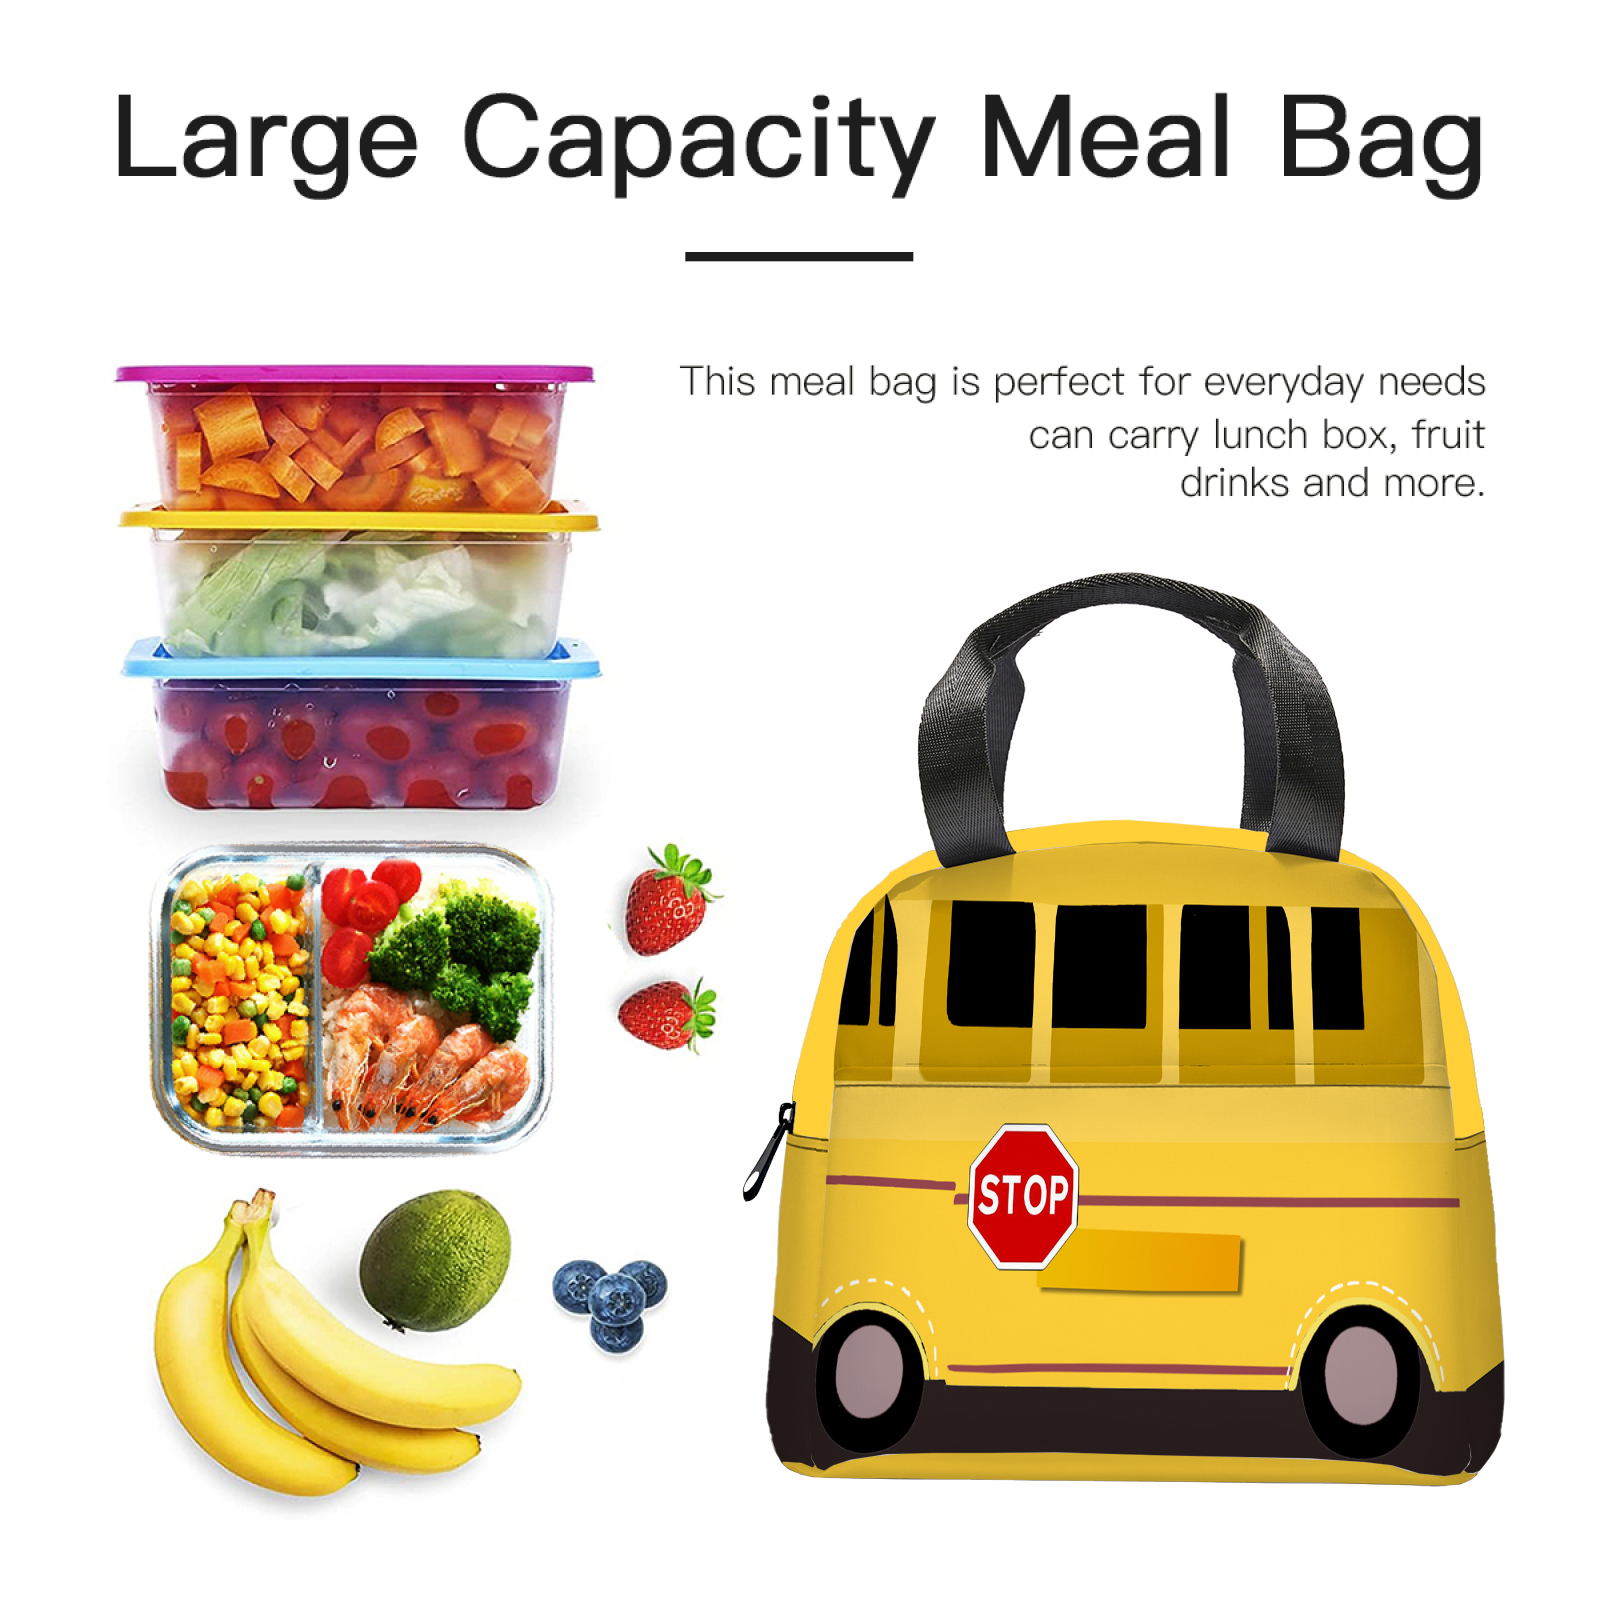 Large Capacity Meal Bag
This meal bag is perfect for everyday needs
can carry lunch box, fruit
drinks and more.
STOP